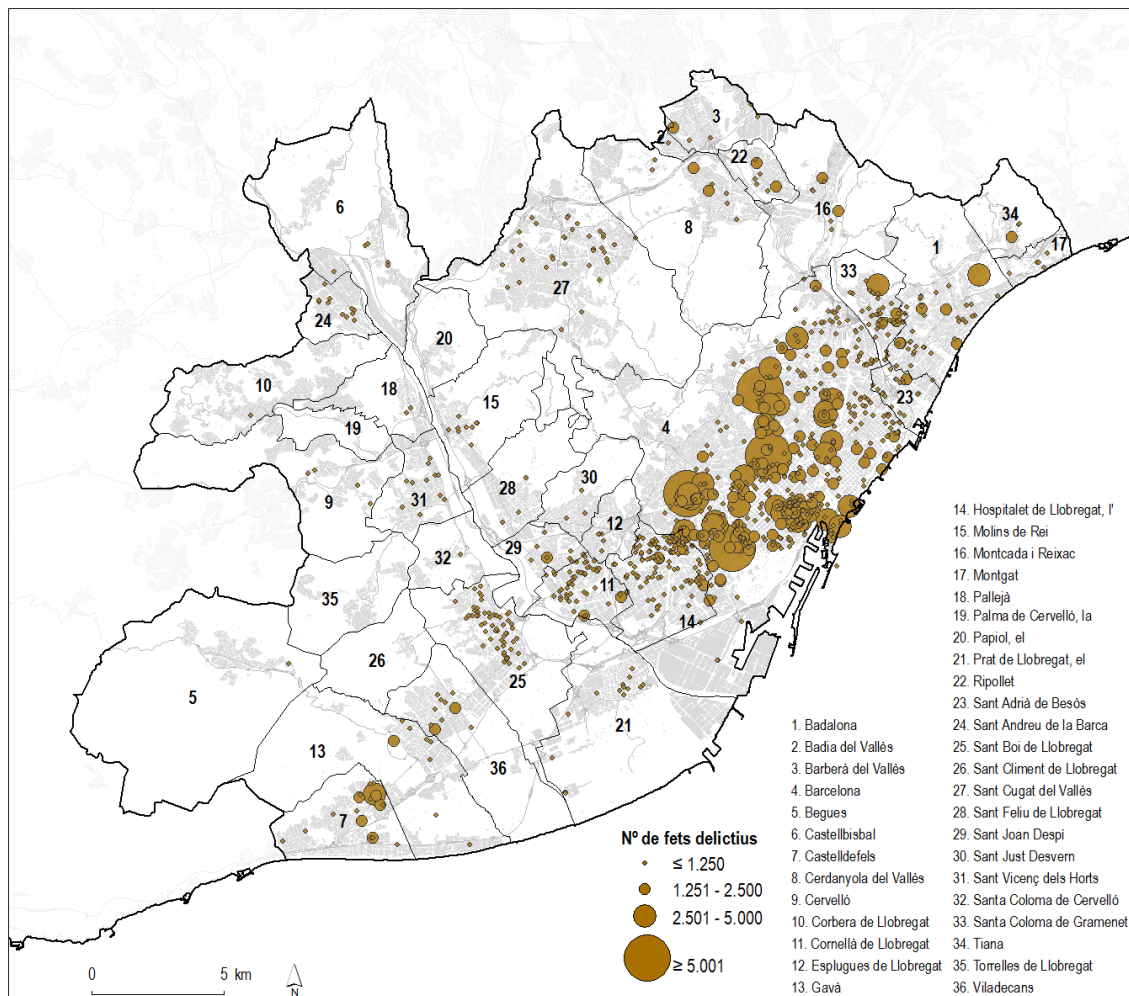 3
2
22
6
16
8
34
1
17
33
27
24
20
10
18
23
15
4
19
30
28
9
31
12
29
32
11
35
14
26
25
5
21
13
36
7
14. Hospitalet de Llobregat, l'
15. Molins de Rei
16. Montcada i Reixac
17. Montgat
18. Pallejà
19. Palma de Cervelló, la
20. Papiol, el
21. Prat de Llobregat, el
22. Ripollet
23. Sant Adrià de Besòs
1. Badalona
24. Sant Andreu de la Barca
2. Badia del Vallès
25. Sant Boi de Llobregat
3. Barberà del Vallès
26. Sant Climent de Llobregat
4. Barcelona
27. Sant Cugat del Vallès
5. Begues
28. Sant Feliu de Llobregat
6. Castellbisbal
29. Sant Joan Despí
7. Castelldefels
30. Sant Just Desvern
8. Cerdanyola del Vallès
31. Sant Vicenç dels Horts
9. Cervelló
32. Santa Coloma de Cervelló
10. Corbera de Llobregat
33. Santa Coloma de Gramenet
11. Cornellà de Llobregat
34. Tiana
12. Esplugues de Llobregat
35. Torrelles de Llobregat
13. Gavà
36. Viladecans
Nº de fets delictius
≤ 1.250
1.251 - 2.500
2.501 - 5.000
≥ 5.001
0 5 km
N